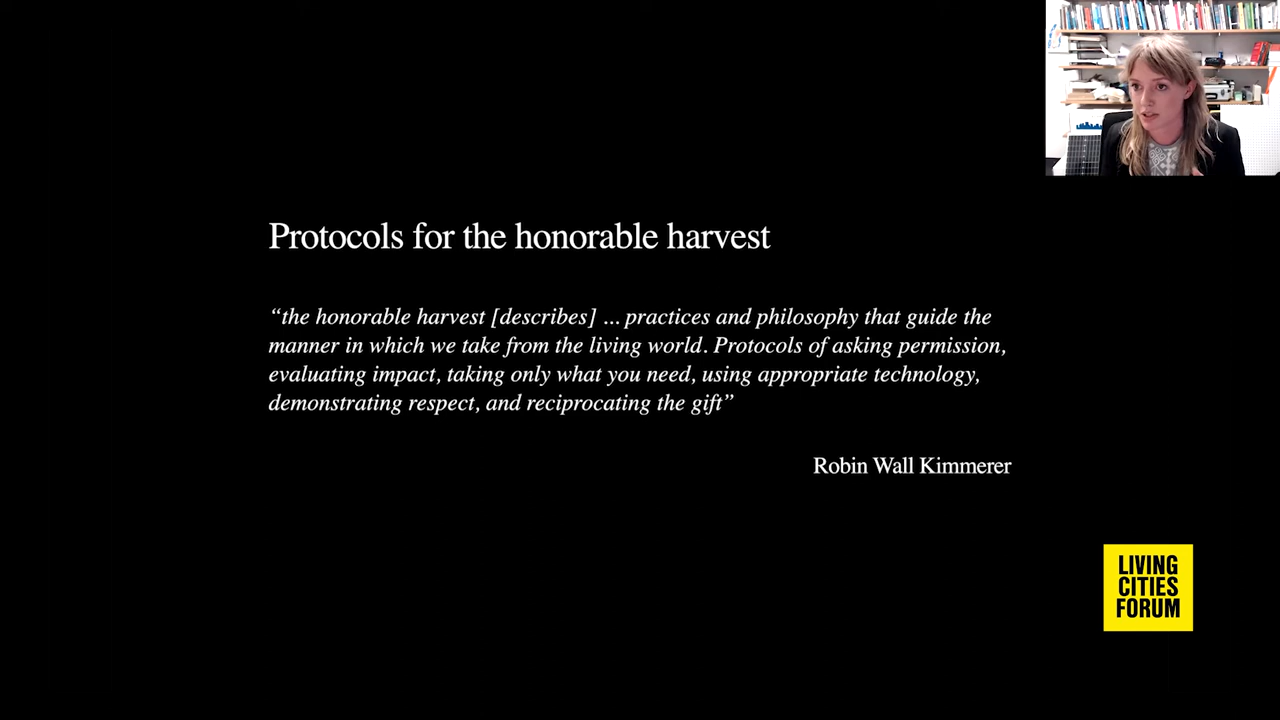 Protocols for the honorable harvest
“the honorable harvest [describes] ... practices and philosophy that guide the
manner in which we take from the living world. Protocols of asking permission,
evaluating impact, taking only what you need, using appropriate technology,
demonstrating respect, and reciprocating the gift”
Robin Wall Kimmerer
LIVING
CITIES
FORUM